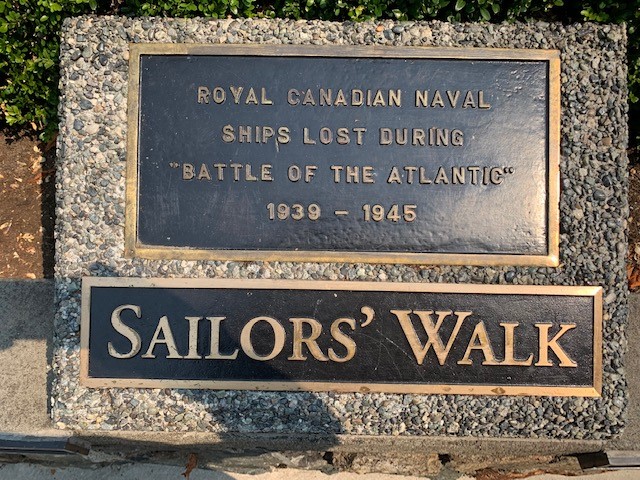 ROYAL CANADIAN NAVAL
SHIPS LOST DURING
"BATTLE OF THE ATLANTIC"
1939 - 1945
SAILORS' WALK